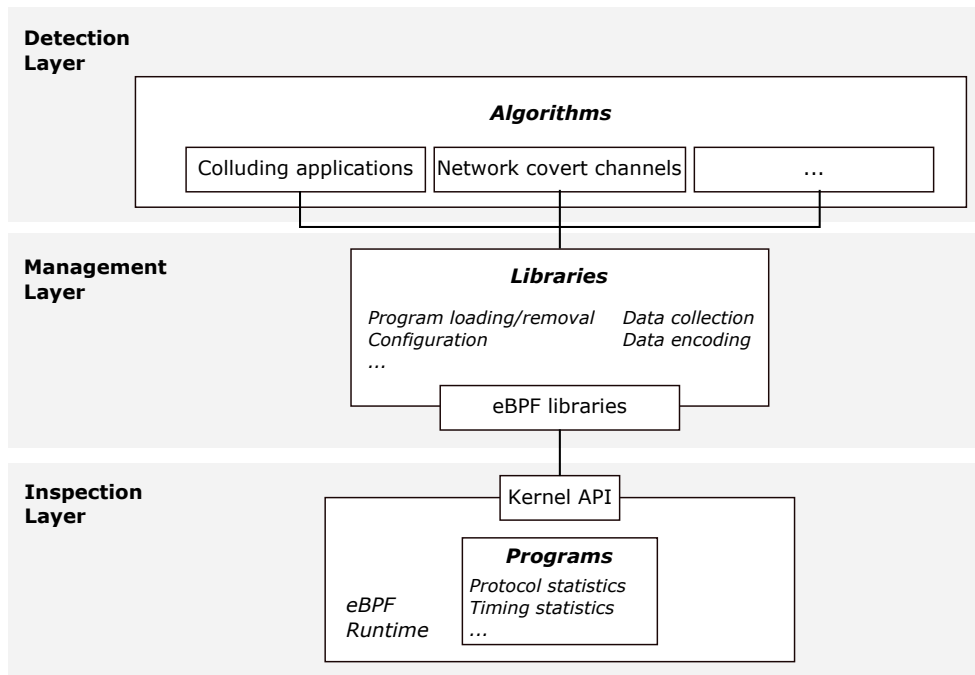 Detection
Layer
Algorithms
Colluding applications
Network covert channels
...
Management
Layer
Libraries
Program loading/removal
Data collection
Configuration
Data encoding
...
eBPF libraries
Inspection
Layer
Kernel API
Programs
Protocol statistics
Timing statistics
...
eBPF
Runtime